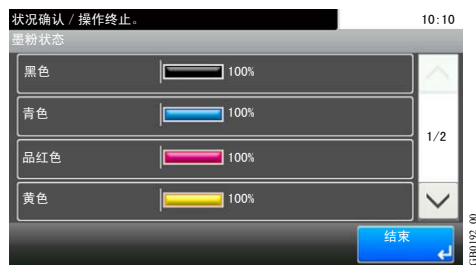 状况确认 / 操作终止。 10:10
墨粉状态
黑色 100%
青色 100%
1/2
品红色 100%
黄色 100%
结束
GB0192_00